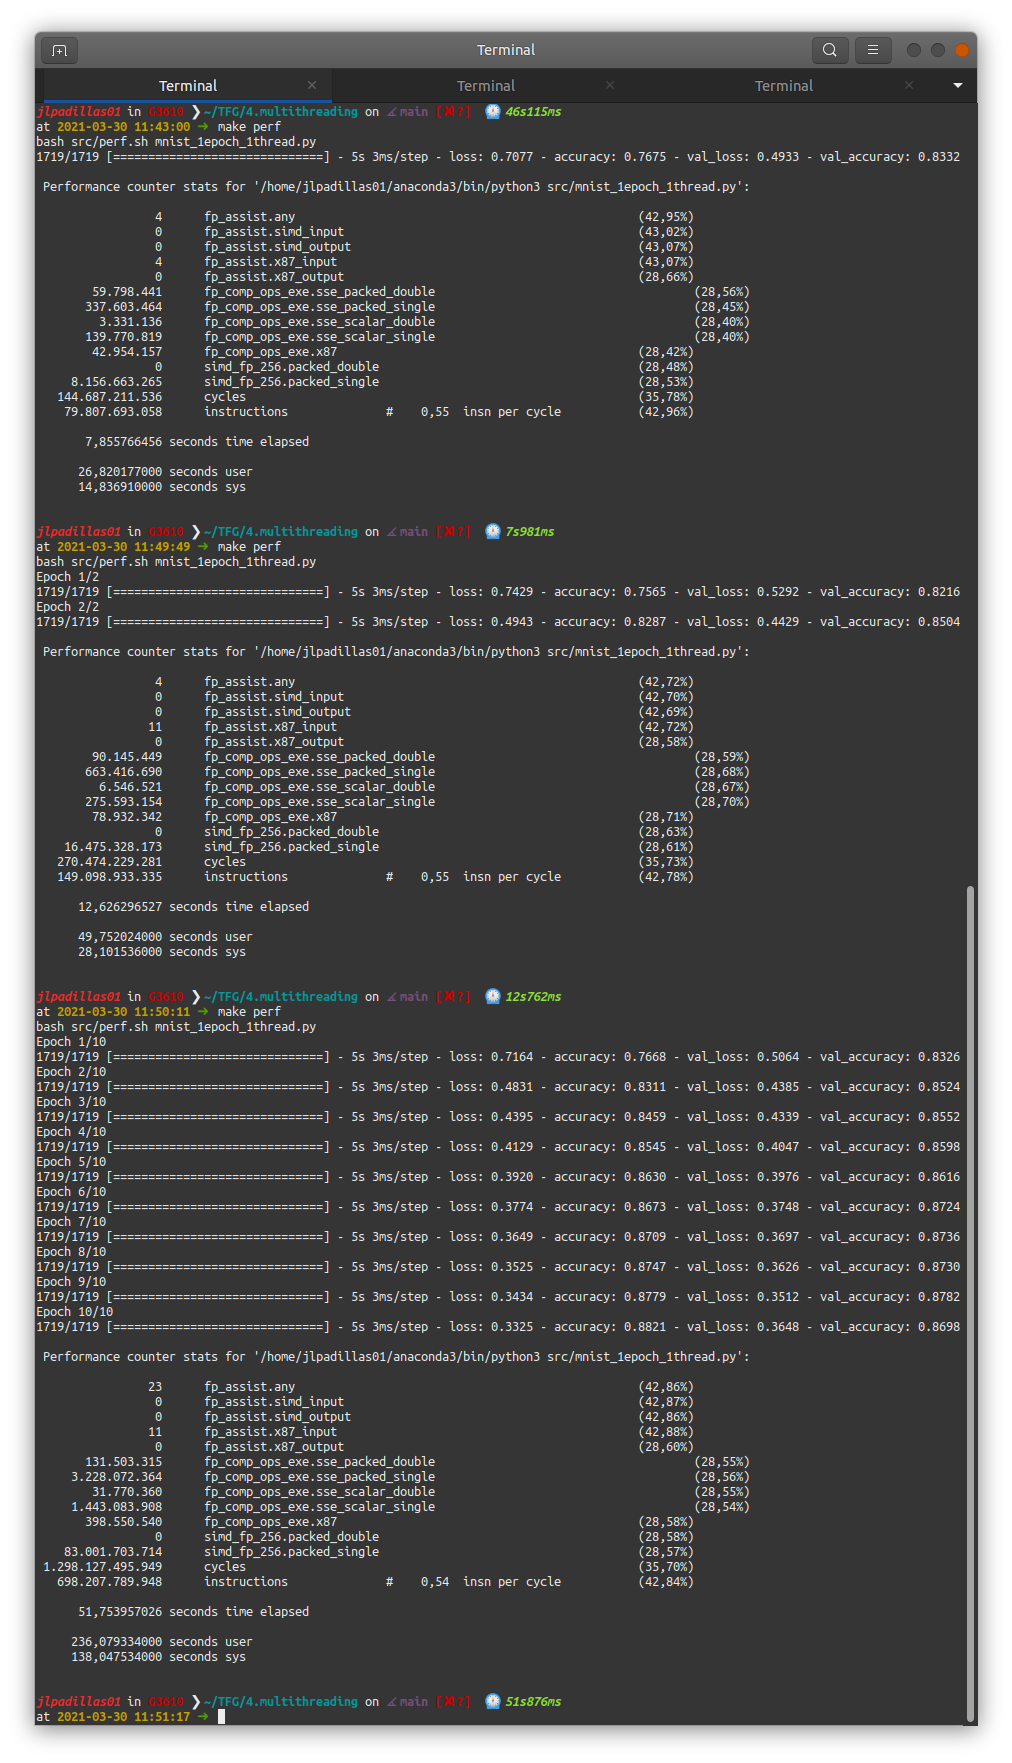 Terminal
Terminal Terminal Terminal
jlpadillas01 in G3610 ❯ ~/TFG/4.multithreading on main [✘?] 46s115ms
at 2021-03-30 11:43:00 → make perf
bash src/perf.sh mnist_1epoch_1thread.py
1719/1719 [==============================] - 5s 3ms/step - loss: 0.7077 - accuracy: 0.7675 - val_loss: 0.4933 - val_accuracy: 0.8332
Performance counter stats for '/home/jlpadillas01/anaconda3/bin/python3 src/mnist_1epoch_1thread.py':
4 fp_assist.any (42,95%)
0 fp_assist.simd_input (43,02%)
0 fp_assist.simd_output (43,07%)
4 fp_assist.x87_input (43,07%)
0 fp_assist.x87_output (28,66%)
59.798.441 fp_comp_ops_exe.sse_packed_double (28,56%)
337.603.464 fp_comp_ops_exe.sse_packed_single (28,45%)
3.331.136 fp_comp_ops_exe.sse_scalar_double (28,40%)
139.770.819 fp_comp_ops_exe.sse_scalar_single (28,40%)
42.954.157 fp_comp_ops_exe.x87 (28,42%)
0 simd_fp_256.packed_double (28,48%)
8.156.663.265 simd_fp_256.packed_single (28,53%)
144.687.211.536 cycles (35,78%)
79.807.693.058 instructions # 0,55 insn per cycle (42,96%)
7,855766456 seconds time elapsed
26,820177000 seconds user
14,836910000 seconds sys
jlpadillas01 in G3610 ❯ ~/TFG/4.multithreading on main [✘?] 7s981ms
at 2021-03-30 11:49:49 → make perf
bash src/perf.sh mnist_1epoch_1thread.py
Epoch 1/2
1719/1719 [==============================] - 5s 3ms/step - loss: 0.7429 - accuracy: 0.7565 - val_loss: 0.5292 - val_accuracy: 0.8216
Epoch 2/2
1719/1719 [==============================] - 5s 3ms/step - loss: 0.4943 - accuracy: 0.8287 - val_loss: 0.4429 - val_accuracy: 0.8504
Performance counter stats for '/home/jlpadillas01/anaconda3/bin/python3 src/mnist_1epoch_1thread.py':
4 fp_assist.any (42,72%)
0 fp_assist.simd_input (42,70%)
0 fp_assist.simd_output (42,69%)
11 fp_assist.x87_input (42,72%)
0 fp_assist.x87_output (28,58%)
90.145.449 fp_comp_ops_exe.sse_packed_double (28,59%)
663.416.690 fp_comp_ops_exe.sse_packed_single (28,68%)
6.546.521 fp_comp_ops_exe.sse_scalar_double (28,67%)
275.593.154 fp_comp_ops_exe.sse_scalar_single (28,70%)
78.932.342 fp_comp_ops_exe.x87 (28,71%)
0 simd_fp_256.packed_double (28,63%)
16.475.328.173 simd_fp_256.packed_single (28,61%)
270.474.229.281 cycles (35,73%)
149.098.933.335 instructions # 0,55 insn per cycle (42,78%)
12,626296527 seconds time elapsed
49,752024000 seconds user
28,101536000 seconds sys
jlpadillas01 in G3610 ❯ ~/TFG/4.multithreading on main [✘?] 12s762ms
at 2021-03-30 11:50:11 → make perf
bash src/perf.sh mnist_1epoch_1thread.py
Epoch 1/10
1719/1719 [==============================] - 5s 3ms/step - loss: 0.7164 - accuracy: 0.7668 - val_loss: 0.5064 - val_accuracy: 0.8326
Epoch 2/10
1719/1719 [==============================] - 5s 3ms/step - loss: 0.4831 - accuracy: 0.8311 - val_loss: 0.4385 - val_accuracy: 0.8524
Epoch 3/10
1719/1719 [==============================] - 5s 3ms/step - loss: 0.4395 - accuracy: 0.8459 - val_loss: 0.4339 - val_accuracy: 0.8552
Epoch 4/10
1719/1719 [==============================] - 5s 3ms/step - loss: 0.4129 - accuracy: 0.8545 - val_loss: 0.4047 - val_accuracy: 0.8598
Epoch 5/10
1719/1719 [==============================] - 5s 3ms/step - loss: 0.3920 - accuracy: 0.8630 - val_loss: 0.3976 - val_accuracy: 0.8616
Epoch 6/10
1719/1719 [==============================] - 5s 3ms/step - loss: 0.3774 - accuracy: 0.8673 - val_loss: 0.3748 - val_accuracy: 0.8724
Epoch 7/10
1719/1719 [==============================] - 5s 3ms/step - loss: 0.3649 - accuracy: 0.8709 - val_loss: 0.3697 - val_accuracy: 0.8736
Epoch 8/10
1719/1719 [==============================] - 5s 3ms/step - loss: 0.3525 - accuracy: 0.8747 - val_loss: 0.3626 - val_accuracy: 0.8730
Epoch 9/10
1719/1719 [==============================] - 5s 3ms/step - loss: 0.3434 - accuracy: 0.8779 - val_loss: 0.3512 - val_accuracy: 0.8782
Epoch 10/10
1719/1719 [==============================] - 5s 3ms/step - loss: 0.3325 - accuracy: 0.8821 - val_loss: 0.3648 - val_accuracy: 0.8698
Performance counter stats for '/home/jlpadillas01/anaconda3/bin/python3 src/mnist_1epoch_1thread.py':
23 fp_assist.any (42,86%)
0 fp_assist.simd_input (42,87%)
0 fp_assist.simd_output (42,86%)
11 fp_assist.x87_input (42,88%)
0 fp_assist.x87_output (28,60%)
131.503.315 fp_comp_ops_exe.sse_packed_double (28,55%)
3.228.072.364 fp_comp_ops_exe.sse_packed_single (28,56%)
31.770.360 fp_comp_ops_exe.sse_scalar_double (28,55%)
1.443.083.908 fp_comp_ops_exe.sse_scalar_single (28,54%)
398.550.540 fp_comp_ops_exe.x87 (28,58%)
0 simd_fp_256.packed_double (28,58%)
83.001.703.714 simd_fp_256.packed_single (28,57%)
1.298.127.495.949 cycles (35,70%)
698.207.789.948 instructions # 0,54 insn per cycle (42,84%)
51,753957026 seconds time elapsed
236,079334000 seconds user
138,047534000 seconds sys
jlpadillas01 in G3610 ❯ ~/TFG/4.multithreading on main [✘?] 51s876ms
at 2021-03-30 11:51:17 →